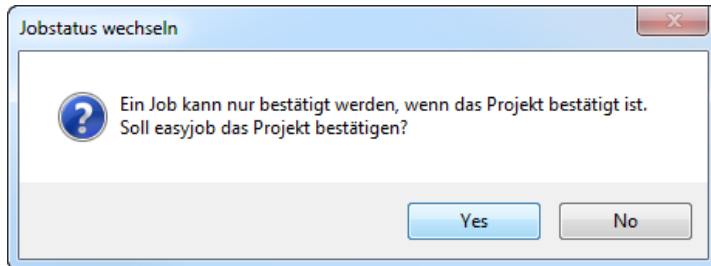 Jobstatus wechseln
Ein Job kann nur bestätigt werden, wenn das Projekt bestätigt ist.
Soll easyjob das Projekt bestätigen?
Yes No